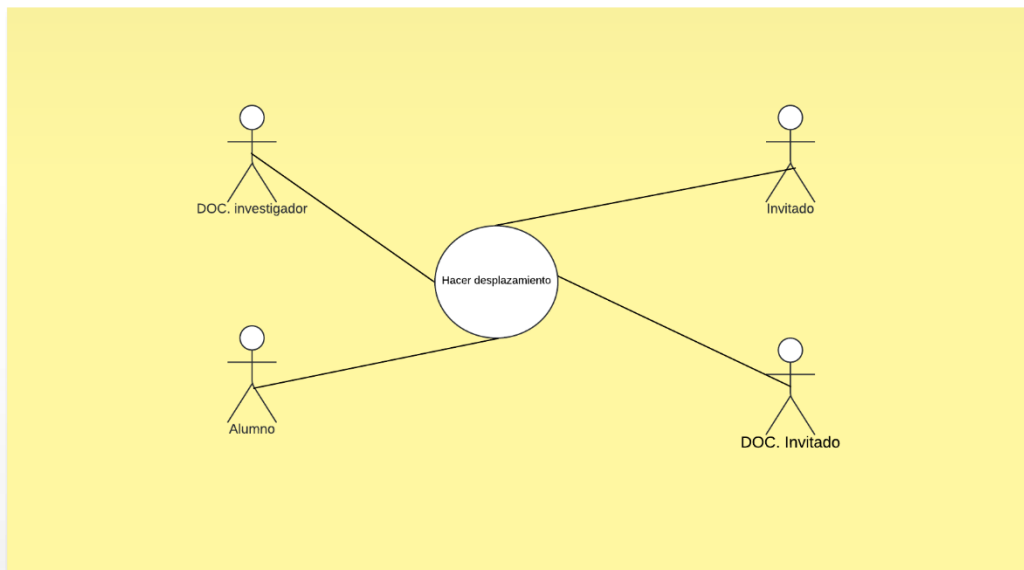 DOC. investigador
Invitado
Hacer desplazamiento
Alumno
DOC. Invitado